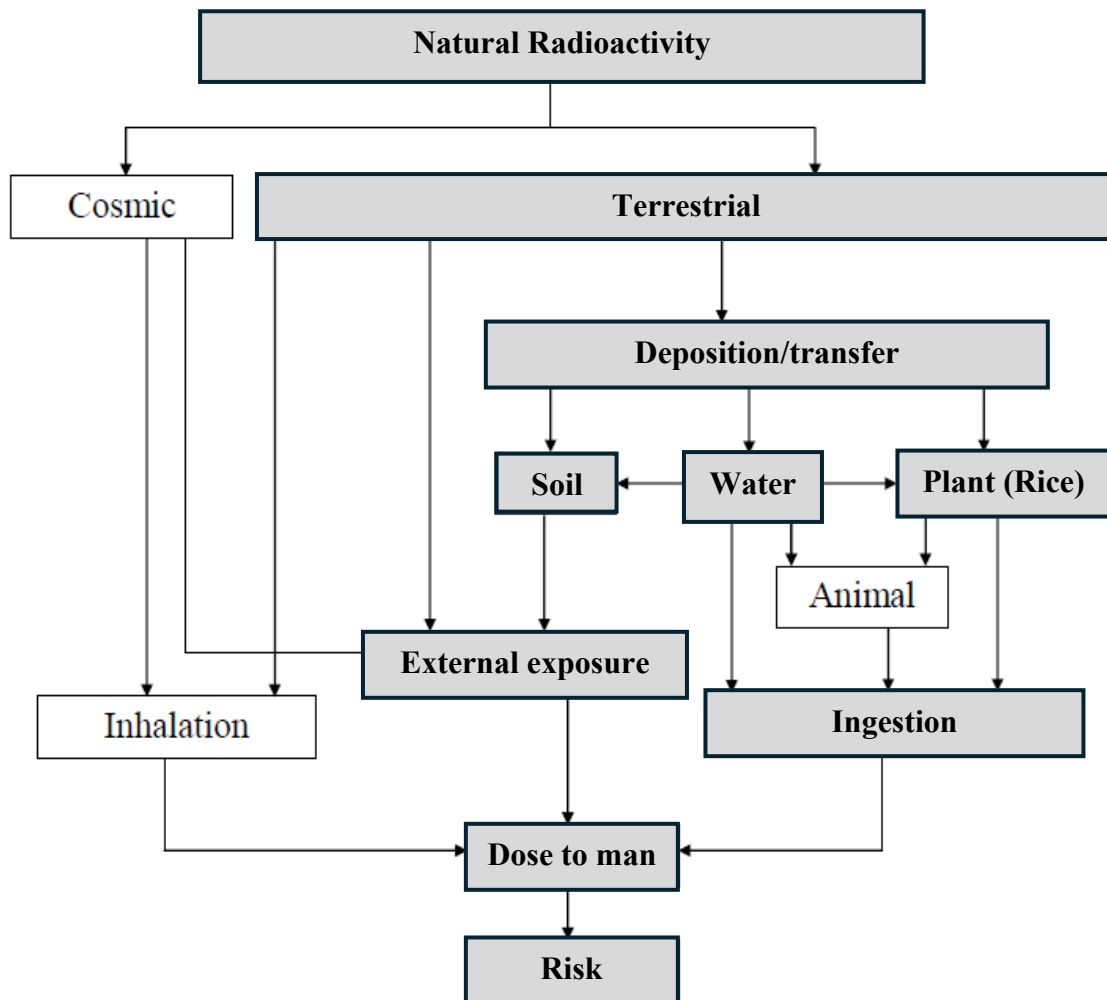 Natural Radioactivity
Cosmic
Terrestrial
Deposition/transfer
Soil
Water
Plant (Rice)
Animal
External exposure
Inhalation
Ingestion
Dose to man
Risk